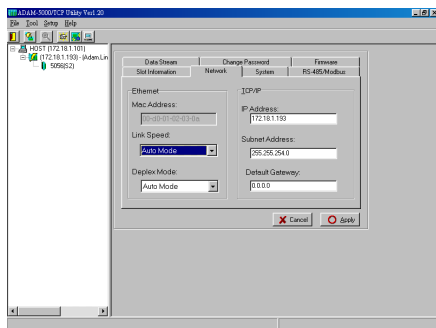 ADAM-5000/TCP Utility Ver1.20
File Tool Setup Help
HOST (172.18.1.101)
(172.18.1.193) - (Adam.Lin
5056(S2)
Data Stream
Change Password
Firmware
Slot Information
Network
System
RS-485/Modbus
Ethernet
Mac Address:
00-d0-01-02-03-0a
Link Speed:
Auto Mode
Deplex Mode:
Auto Mode
TCP/IP
IP Address:
172.18.1.193
Subnet Address:
255.255.254.0
Default Gateway:
0.0.0.0
Cancel
Apply